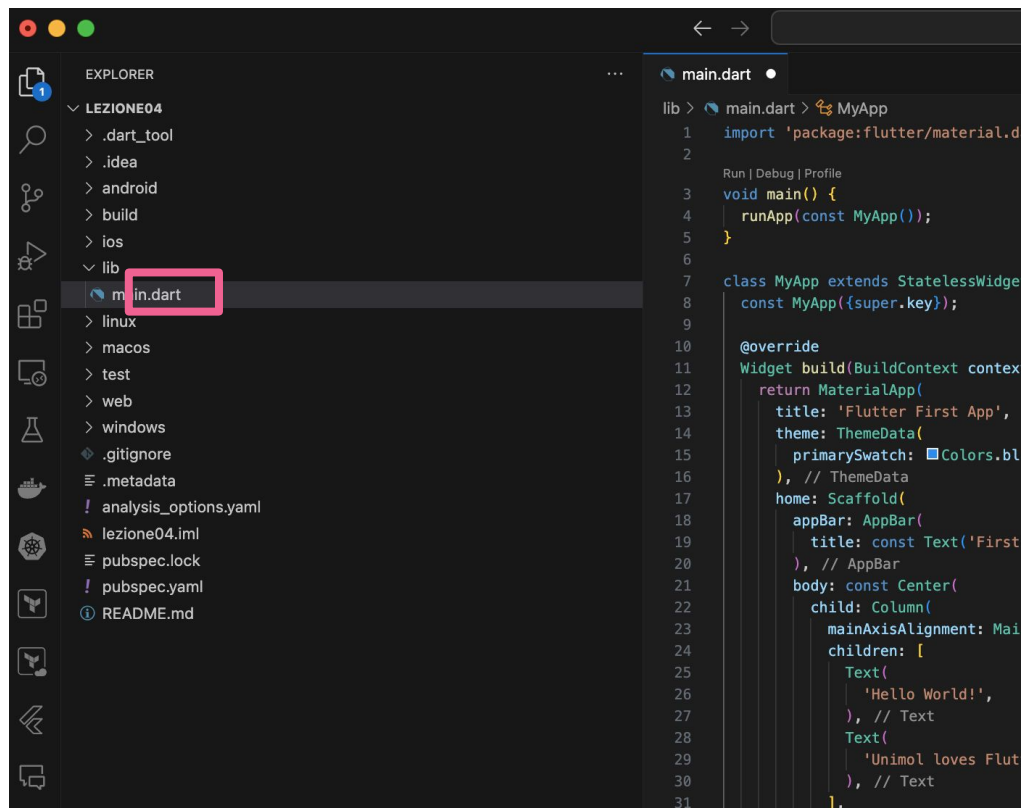 EXPLORER
···
LEZIONE04
.dart_tool
.idea
android
build
ios
lib
main.dart
linux
macos
test
web
windows
.gitignore
.metadata
analysis_options.yaml
lezione04.iml
pubspec.lock
pubspec.yaml
README.md
1
main.dart
lib > main.dart > MyApp
1 import 'package:flutter/material.d
2
Run | Debug | Profile
3 void main() {
4 runApp(const MyApp());
5 }
6
7 class MyApp extends StatelessWidge
8 const MyApp({super.key});
9
10 @override
11 Widget build(BuildContext context
12 return MaterialApp(
13 title: 'Flutter First App',
14 theme: ThemeData(
15 primarySwatch: Colors.bl
16 ), // ThemeData
17 home: Scaffold(
18 appBar: AppBar(
19 title: const Text('First
20 ), // AppBar
21 body: const Center(
22 child: Column(
23 mainAxisAlignment: Mai
24 children: [
25 Text(
26 'Hello World!',
27 ), // Text
28 Text(
29 'Unimol loves Flut
30 ), // Text
31 ],